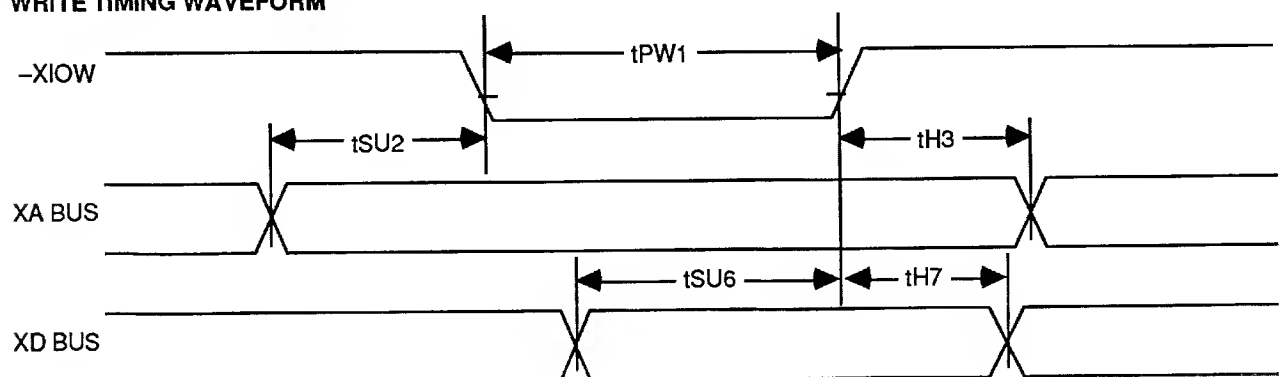 WRITE TIMING WAVEFORM
tPW1
–XIOW
tSU2
tH3
XA BUS
tSU6
tH7
XD BUS